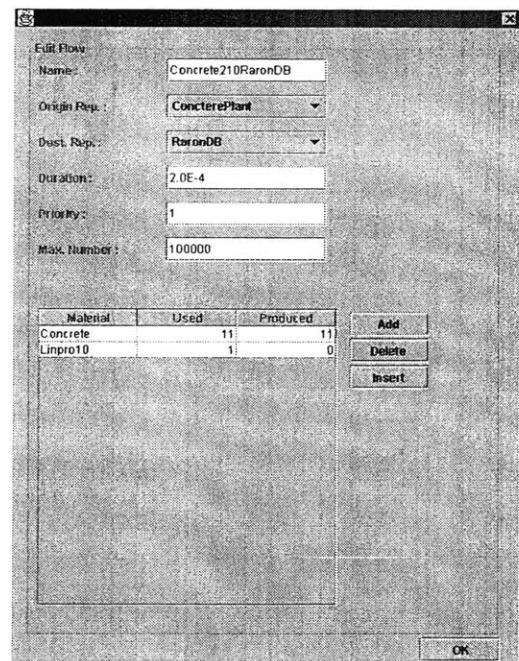 Edit Flow
Name : Concrete210RaronDB
Origin Rep. : ConcterePlant
Dest. Rep. : RaronDB
Duration : 2.0E-4
Priority : 1
Max. Number : 100000
Material Used Produced
Concrete 11 11
Linpro10 1 0
Add
Delete
Insert
OK